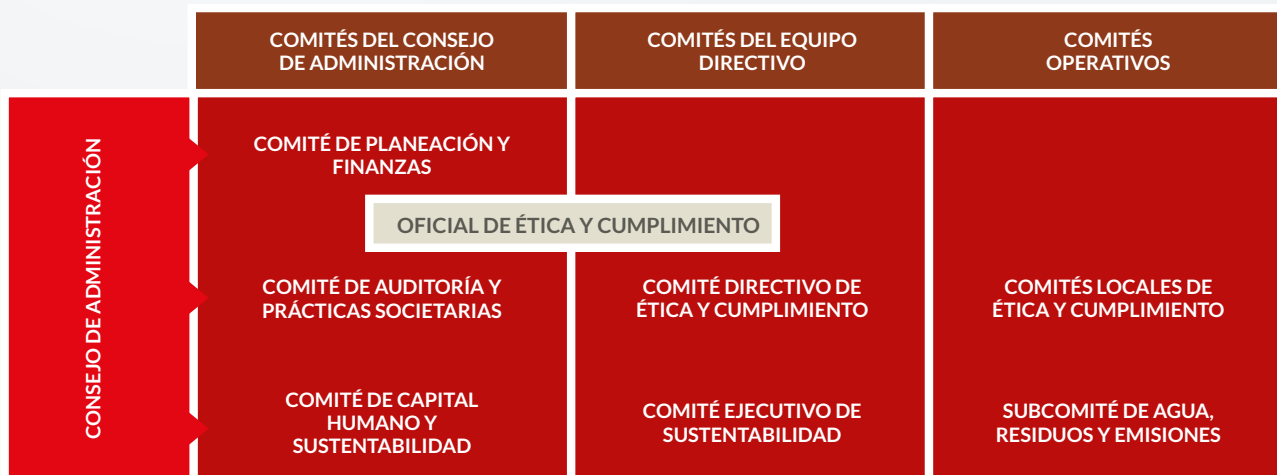 COMITÉS DEL CONSEJO
DE ADMINISTRACIÓN
COMITÉS DEL EQUIPO
DIRECTIVO
COMITÉS
OPERATIVOS
CONSEJO DE ADMINISTRACIÓN
COMITÉ DE PLANEACIÓN Y
FINANZAS
OFICIAL DE ÉTICA Y CUMPLIMIENTO
COMITÉ DE AUDITORÍA Y
PRÁCTICAS SOCIETARIAS
COMITÉ DIRECTIVO DE
ÉTICA Y CUMPLIMIENTO
COMITÉS LOCALES DE
ÉTICA Y CUMPLIMIENTO
COMITÉ DE CAPITAL
HUMANO Y
SUSTENTABILIDAD
COMITÉ EJECUTIVO DE
SUSTENTABILIDAD
SUBCOMITÉ DE AGUA,
RESIDUOS Y EMISIONES